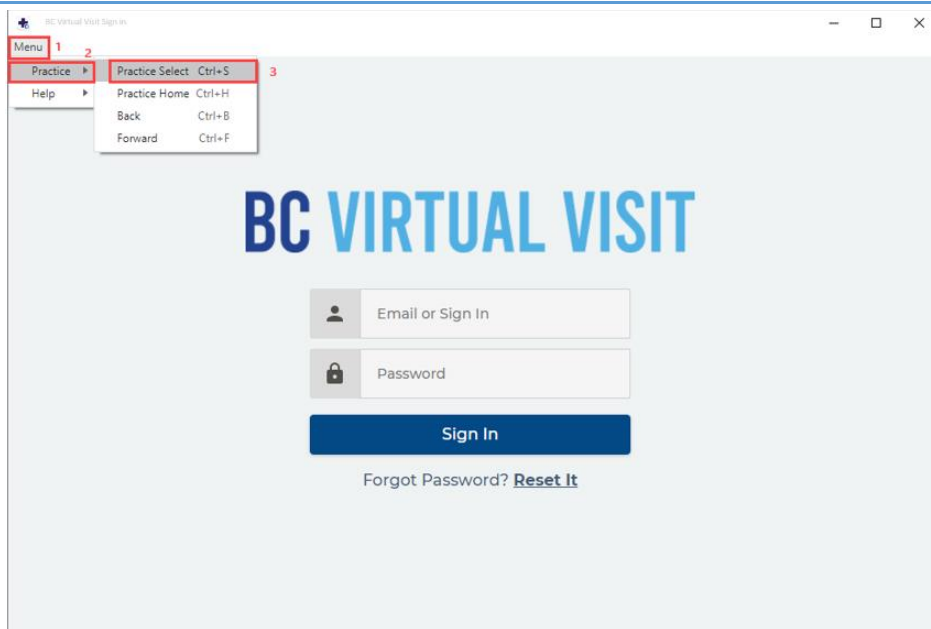 BC Virtual Visit Sign In
Menu 1
2
Practice Practice Select Ctrl+S 3
Help Practice Home Ctrl+H
Back Ctrl+B
Forward Ctrl+F
BC VIRTUAL VISIT
Email or Sign In
Password
Sign In
Forgot Password? Reset It